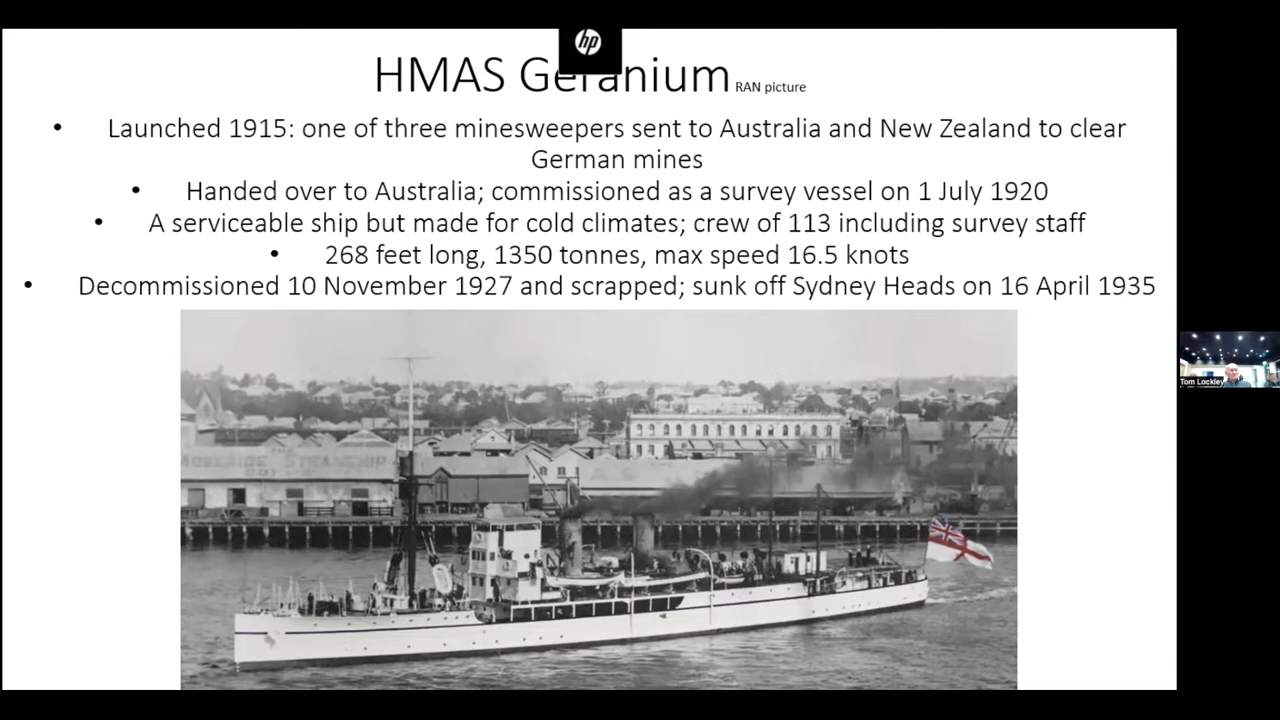 hp
HMAS Geranium RAN picture
• Launched 1915: one of three minesweepers sent to Australia and New Zealand to clear
German mines
• Handed over to Australia; commissioned as a survey vessel on 1 July 1920
• A serviceable ship but made for cold climates; crew of 113 including survey staff
• 268 feet long, 1350 tonnes, max speed 16.5 knots
• Decommissioned 10 November 1927 and scrapped; sunk off Sydney Heads on 16 April 1935
ADELAIDE STEAMSHIP
Tom Lockley